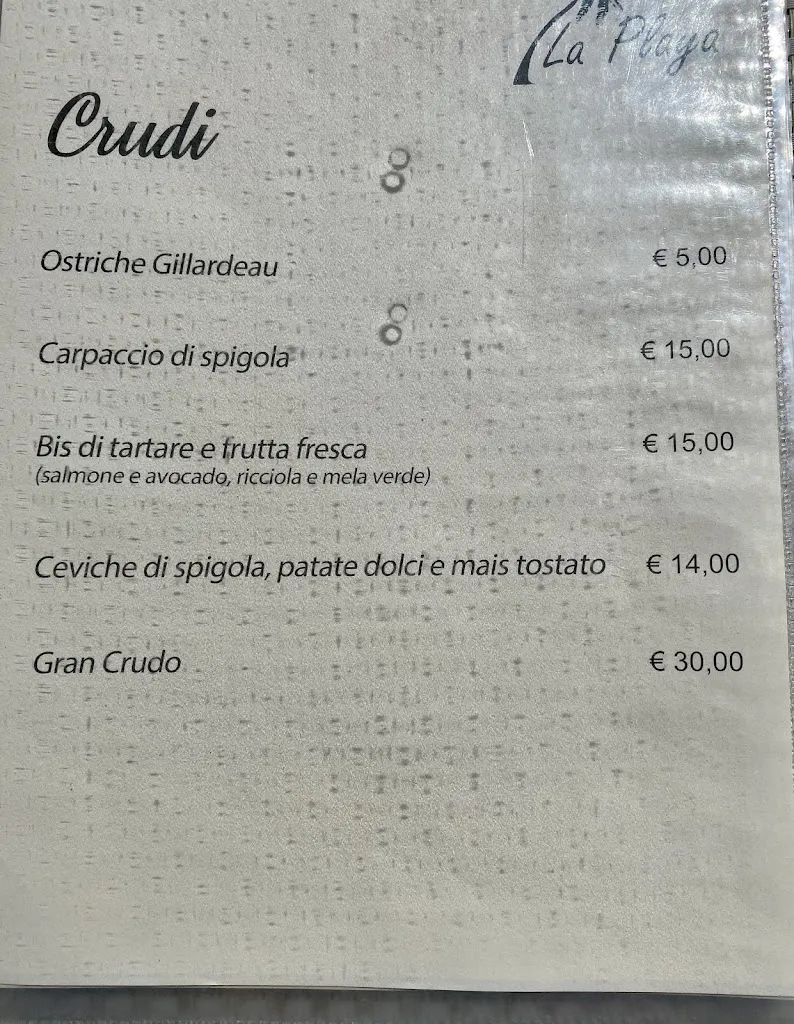 La Playa
Crudi
Ostriche Gillardeau € 5,00
Carpaccio di spigola € 15,00
Bis di tartare e frutta fresca € 15,00
(salmone e avocado, ricciola e mela verde)
Ceviche di spigola, patate dolci e mais tostato € 14,00
Gran Crudo € 30,00